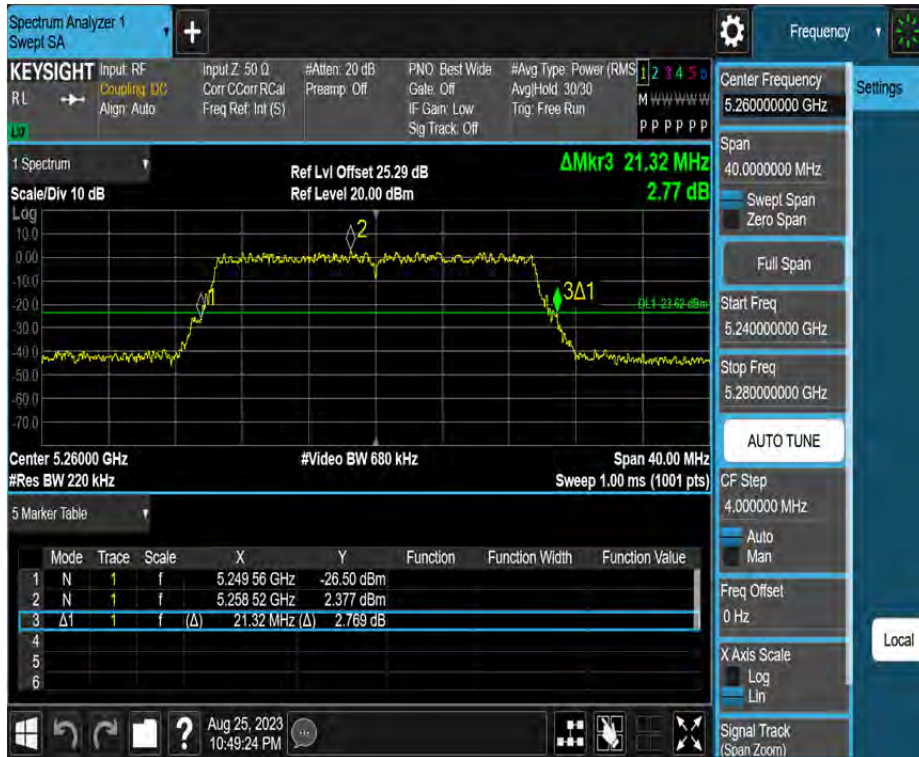 Spectrum Analyzer 1
Swept SA
+
Frequency
KEYSIGHT
RL
LXI
Input: RF
Coupling: DC
Align: Auto
Input Z: 50 Ω
Corr CCorr RCal
Freq Ref: Int (S)
#Atten: 20 dB
Preamp: Off
PNO: Best Wide
Gate: Off
IF Gain: Low
Sig Track: Off
#Avg Type: Power (RMS
Avg|Hold: 30/30
Trig: Free Run
1 2 3 4 5 6
M W W W W W
P P P P P P
Center Frequency
5.260000000 GHz
Settings
Span
40.0000000 MHz
Swept Span
Zero Span
Full Span
Start Freq
5.240000000 GHz
Stop Freq
5.280000000 GHz
AUTO TUNE
CF Step
4.000000 MHz
Auto
Man
Freq Offset
0 Hz
X Axis Scale
Log
Lin
Signal Track
(Span Zoom)
Local
1 Spectrum
Scale/Div 10 dB
Ref Lvl Offset 25.29 dB
Ref Level 20.00 dBm
ΔMkr3 21.32 MHz
2.77 dB
Log
10.0
0.00
-10.0
-20.0
-30.0
-40.0
-50.0
-60.0
-70.0
1
2
3Δ1
DL1 -23.62 dBm
Center 5.26000 GHz
#Video BW 680 kHz
Span 40.00 MHz
#Res BW 220 kHz
Sweep 1.00 ms (1001 pts)
5 Marker Table
Mode Trace Scale X Y Function Function Width Function Value
1 N 1 f 5.249 56 GHz -26.50 dBm
2 N 1 f 5.258 52 GHz 2.377 dBm
3 Δ1 1 f (Δ) 21.32 MHz (Δ) 2.769 dB
4
5
6
?
Aug 25, 2023
10:49:24 PM